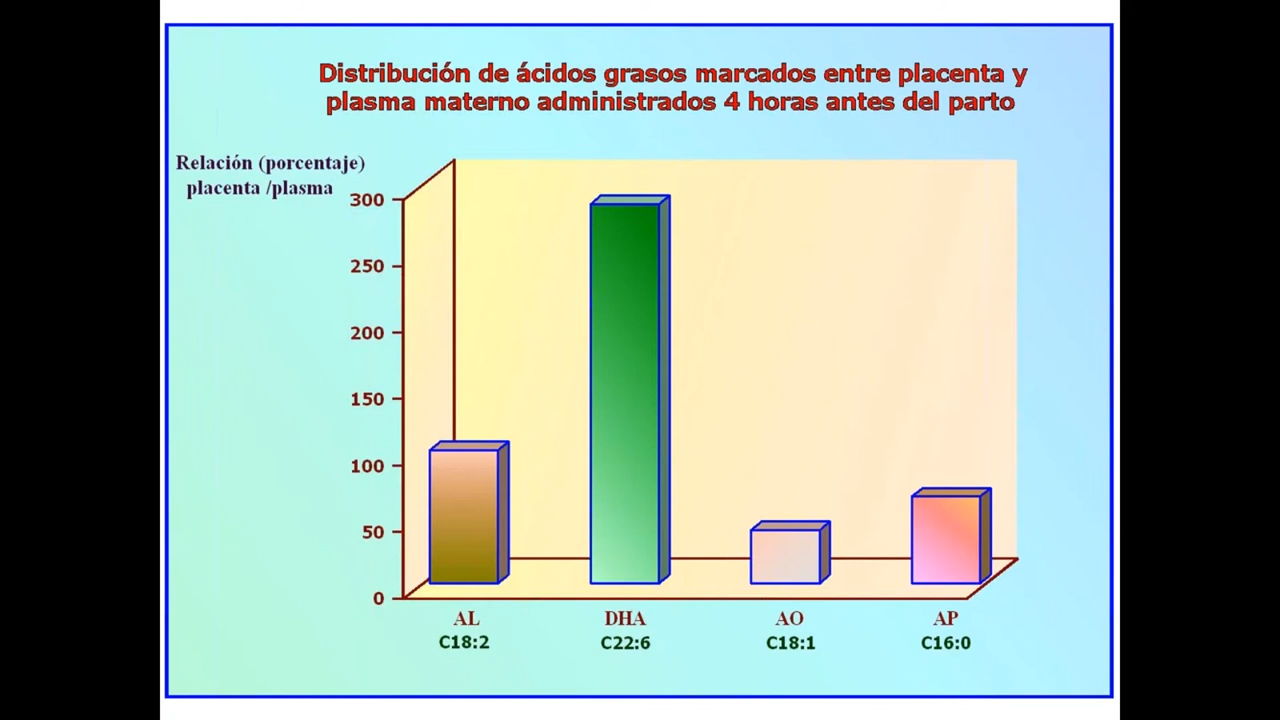 Distribución de ácidos grasos marcados entre placenta y
plasma materno administrados 4 horas antes del parto
Relación (porcentaje)
placenta /plasma
300
250
200
150
100
50
0
AL DHA AO AP
C18:2 C22:6 C18:1 C16:0